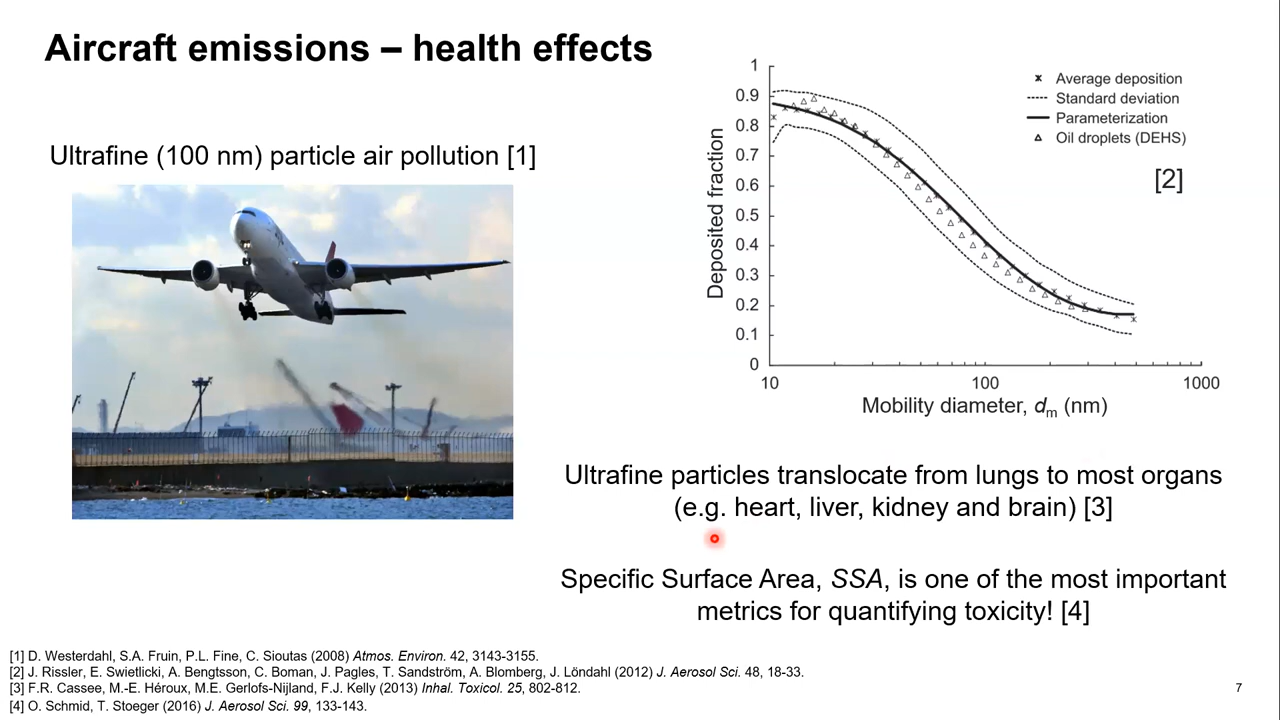 Aircraft emissions – health effects
Ultrafine (100 nm) particle air pollution [1]
1
0.9
0.8
0.7
0.6
0.5
0.4
0.3
0.2
0.1
0
Deposited fraction
10
100
1000
Mobility diameter, dm (nm)
Average deposition
Standard deviation
Parameterization
Oil droplets (DEHS)
[2]
Ultrafine particles translocate from lungs to most organs
(e.g. heart, liver, kidney and brain) [3]
Specific Surface Area, SSA, is one of the most important
metrics for quantifying toxicity! [4]
[1] D. Westerdahl, S.A. Fruin, P.L. Fine, C. Sioutas (2008) Atmos. Environ. 42, 3143-3155.
[2] J. Rissler, E. Swietlicki, A. Bengtsson, C. Boman, J. Pagles, T. Sandström, A. Blomberg, J. Löndahl (2012) J. Aerosol Sci. 48, 18-33.
[3] F.R. Cassee, M.-E. Héroux, M.E. Gerlofs-Nijland, F.J. Kelly (2013) Inhal. Toxicol. 25, 802-812.
[4] O. Schmid, T. Stoeger (2016) J. Aerosol Sci. 99, 133-143.
7